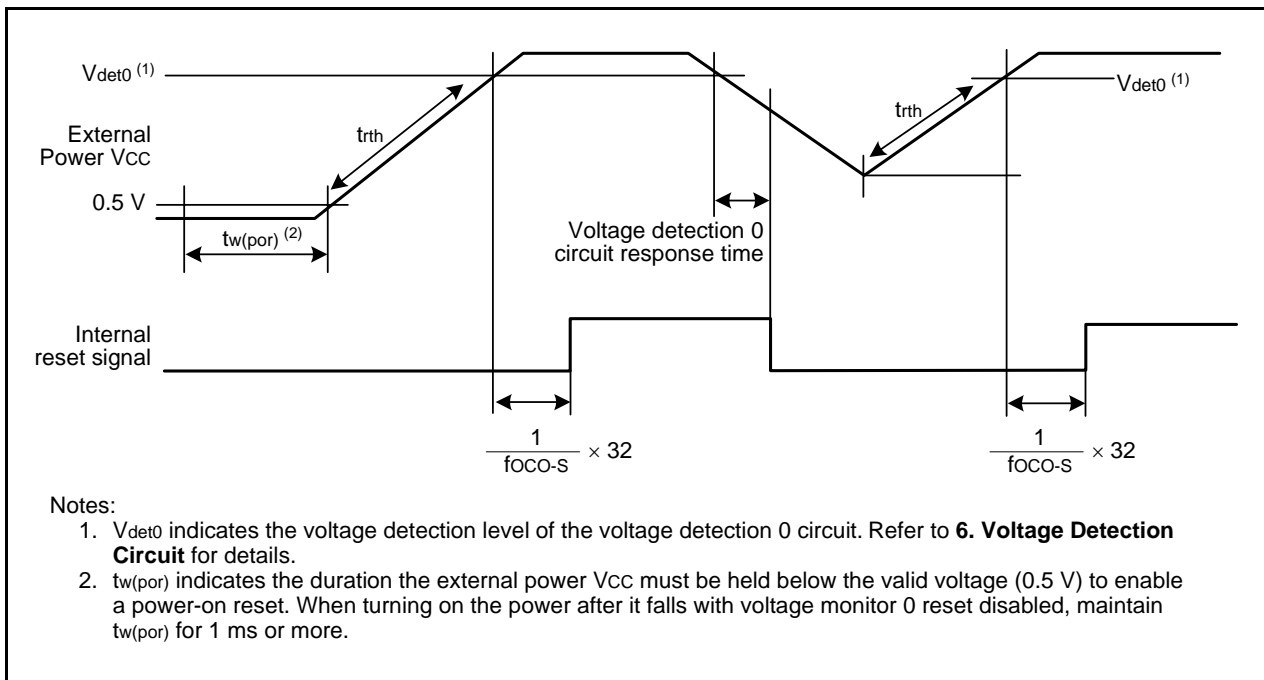 Vdet0 (1)
trth
External
Power VCC
0.5 V
tw(por) (2)
Voltage detection 0
circuit response time
trth
Vdet0 (1)
Internal
reset signal
1
fOCO-S
× 32
1
fOCO-S
× 32
Notes:
1. Vdet0 indicates the voltage detection level of the voltage detection 0 circuit. Refer to 6. Voltage Detection
Circuit for details.
2. tw(por) indicates the duration the external power VCC must be held below the valid voltage (0.5 V) to enable
a power-on reset. When turning on the power after it falls with voltage monitor 0 reset disabled, maintain
tw(por) for 1 ms or more.